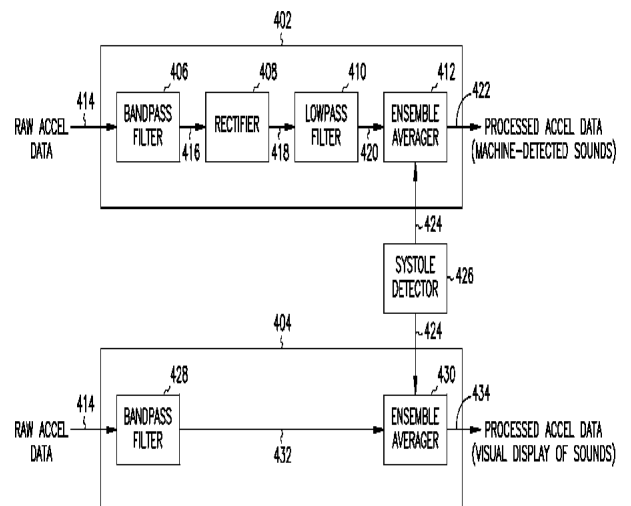 402
414
406
408
410
412
422
RAW ACCEL
DATA
BANDPASS
FILTER
RECTIFIER
LOWPASS
FILTER
ENSEMBLE
AVERAGER
PROCESSED ACCEL DATA
(MACHINE-DETECTED SOUNDS)
416
418
420
424
SYSTOLE
DETECTOR
426
424
404
414
428
430
434
RAW ACCEL
DATA
BANDPASS
FILTER
432
ENSEMBLE
AVERAGER
PROCESSED ACCEL DATA
(VISUAL DISPLAY OF SOUNDS)